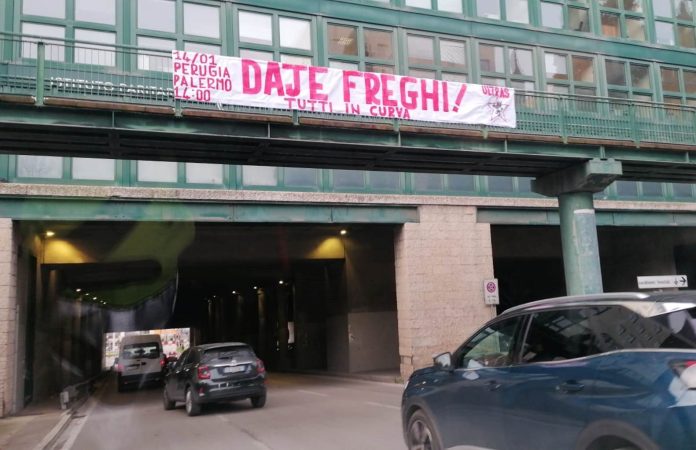 14/01
PERUGIA
PALERMO
14:00
DAJE FREGHI!
TUTTI IN CURVA
ULTRAS